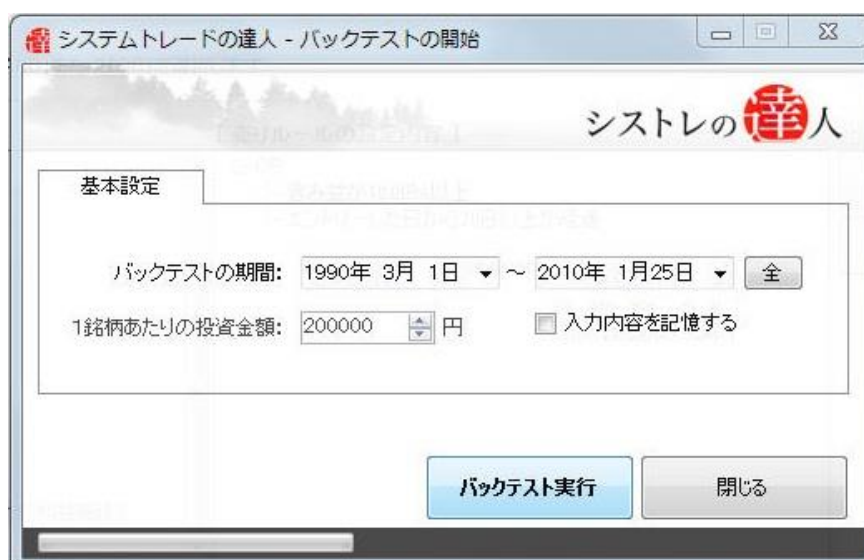 システムトレードの達人 - バックテストの開始
シストレの達人
基本設定
バックテストの期間: 1990年 3月 1日 ～ 2010年 1月25日 全
1銘柄あたりの投資金額: 200000 円 入力内容を記憶する
バックテスト実行 閉じる